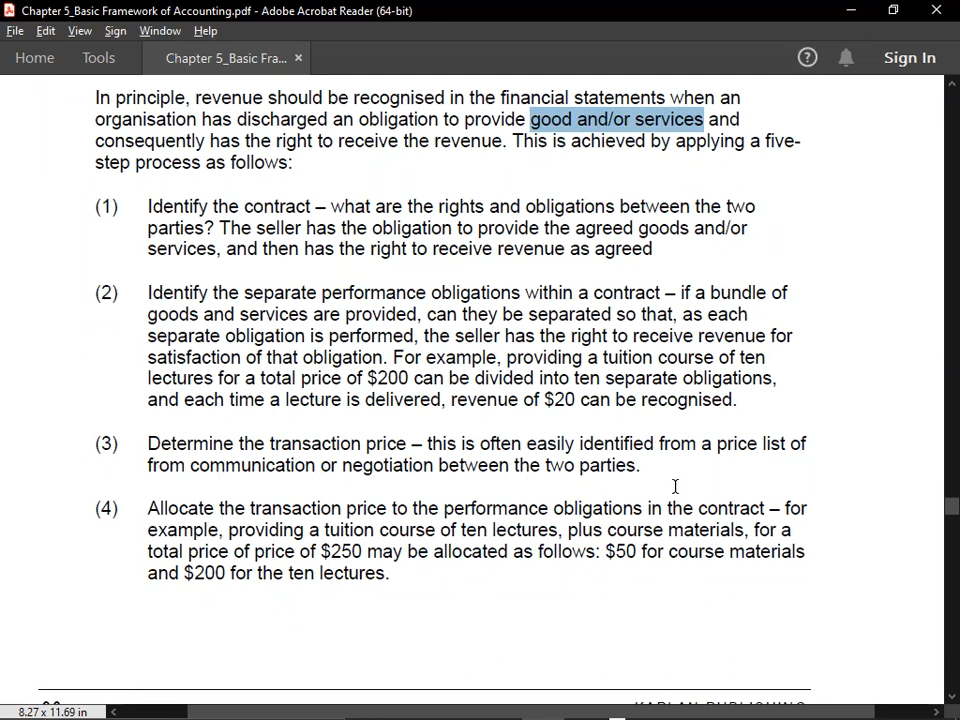 Chapter 5_Basic Framework of Accounting.pdf - Adobe Acrobat Reader (64-bit)
File Edit View Sign Window Help
Home Tools Chapter 5_Basic Fra... × Sign In
In principle, revenue should be recognised in the financial statements when an
organisation has discharged an obligation to provide good and/or services and
consequently has the right to receive the revenue. This is achieved by applying a five-
step process as follows:
(1) Identify the contract – what are the rights and obligations between the two
parties? The seller has the obligation to provide the agreed goods and/or
services, and then has the right to receive revenue as agreed
(2) Identify the separate performance obligations within a contract – if a bundle of
goods and services are provided, can they be separated so that, as each
separate obligation is performed, the seller has the right to receive revenue for
satisfaction of that obligation. For example, providing a tuition course of ten
lectures for a total price of $200 can be divided into ten separate obligations,
and each time a lecture is delivered, revenue of $20 can be recognised.
(3) Determine the transaction price – this is often easily identified from a price list of
from communication or negotiation between the two parties.
(4) Allocate the transaction price to the performance obligations in the contract – for
example, providing a tuition course of ten lectures, plus course materials, for a
total price of price of $250 may be allocated as follows: $50 for course materials
and $200 for the ten lectures.
KAPLAN PUBLISHING
8.27 x 11.69 in